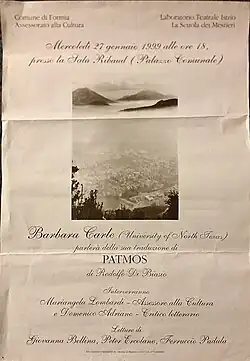 Comune di Formia
Assessorato alla Cultura
Laboratorio Teatrale Istrio
La Scuola dei Mestieri
Mercoledì 27 gennaio 1999 alle ore 18,
presso la Sala Ribaud (Palazzo Comunale)
Barbara Carle (University of North Texas)
parlerà della sua traduzione di
PATMOS
di Rodolfo Di Biasio
Interverranno
Mariangela Lombardi - Assessore alla Cultura
e Domenico Adriano - Critico letterario
Letture di
Giovanna Bellina, Peter Ercolano, Ferruccio Padula